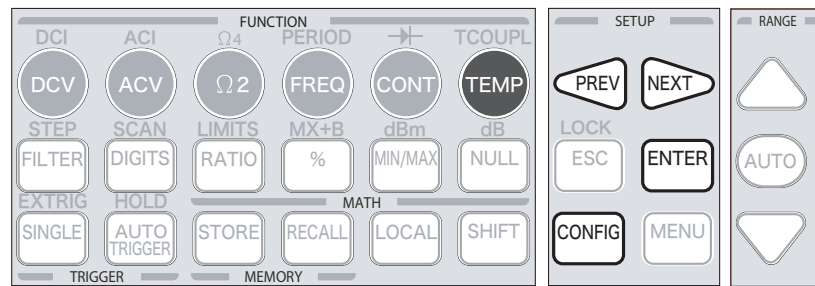 FUNCTION
DCI ACI Ω4 PERIOD TCOUPL
DCV ACV Ω2 FREQ CONT TEMP
STEP SCAN LIMITS MX+B dBm dB
FILTER DIGITS RATIO % MIN/MAX NULL
EXTRIG HOLD MATH
SINGLE AUTO TRIGGER STORE RECALL LOCAL SHIFT
TRIGGER MEMORY
SETUP
PREV NEXT
LOCK
ESC ENTER
CONFIG MENU
RANGE
AUTO